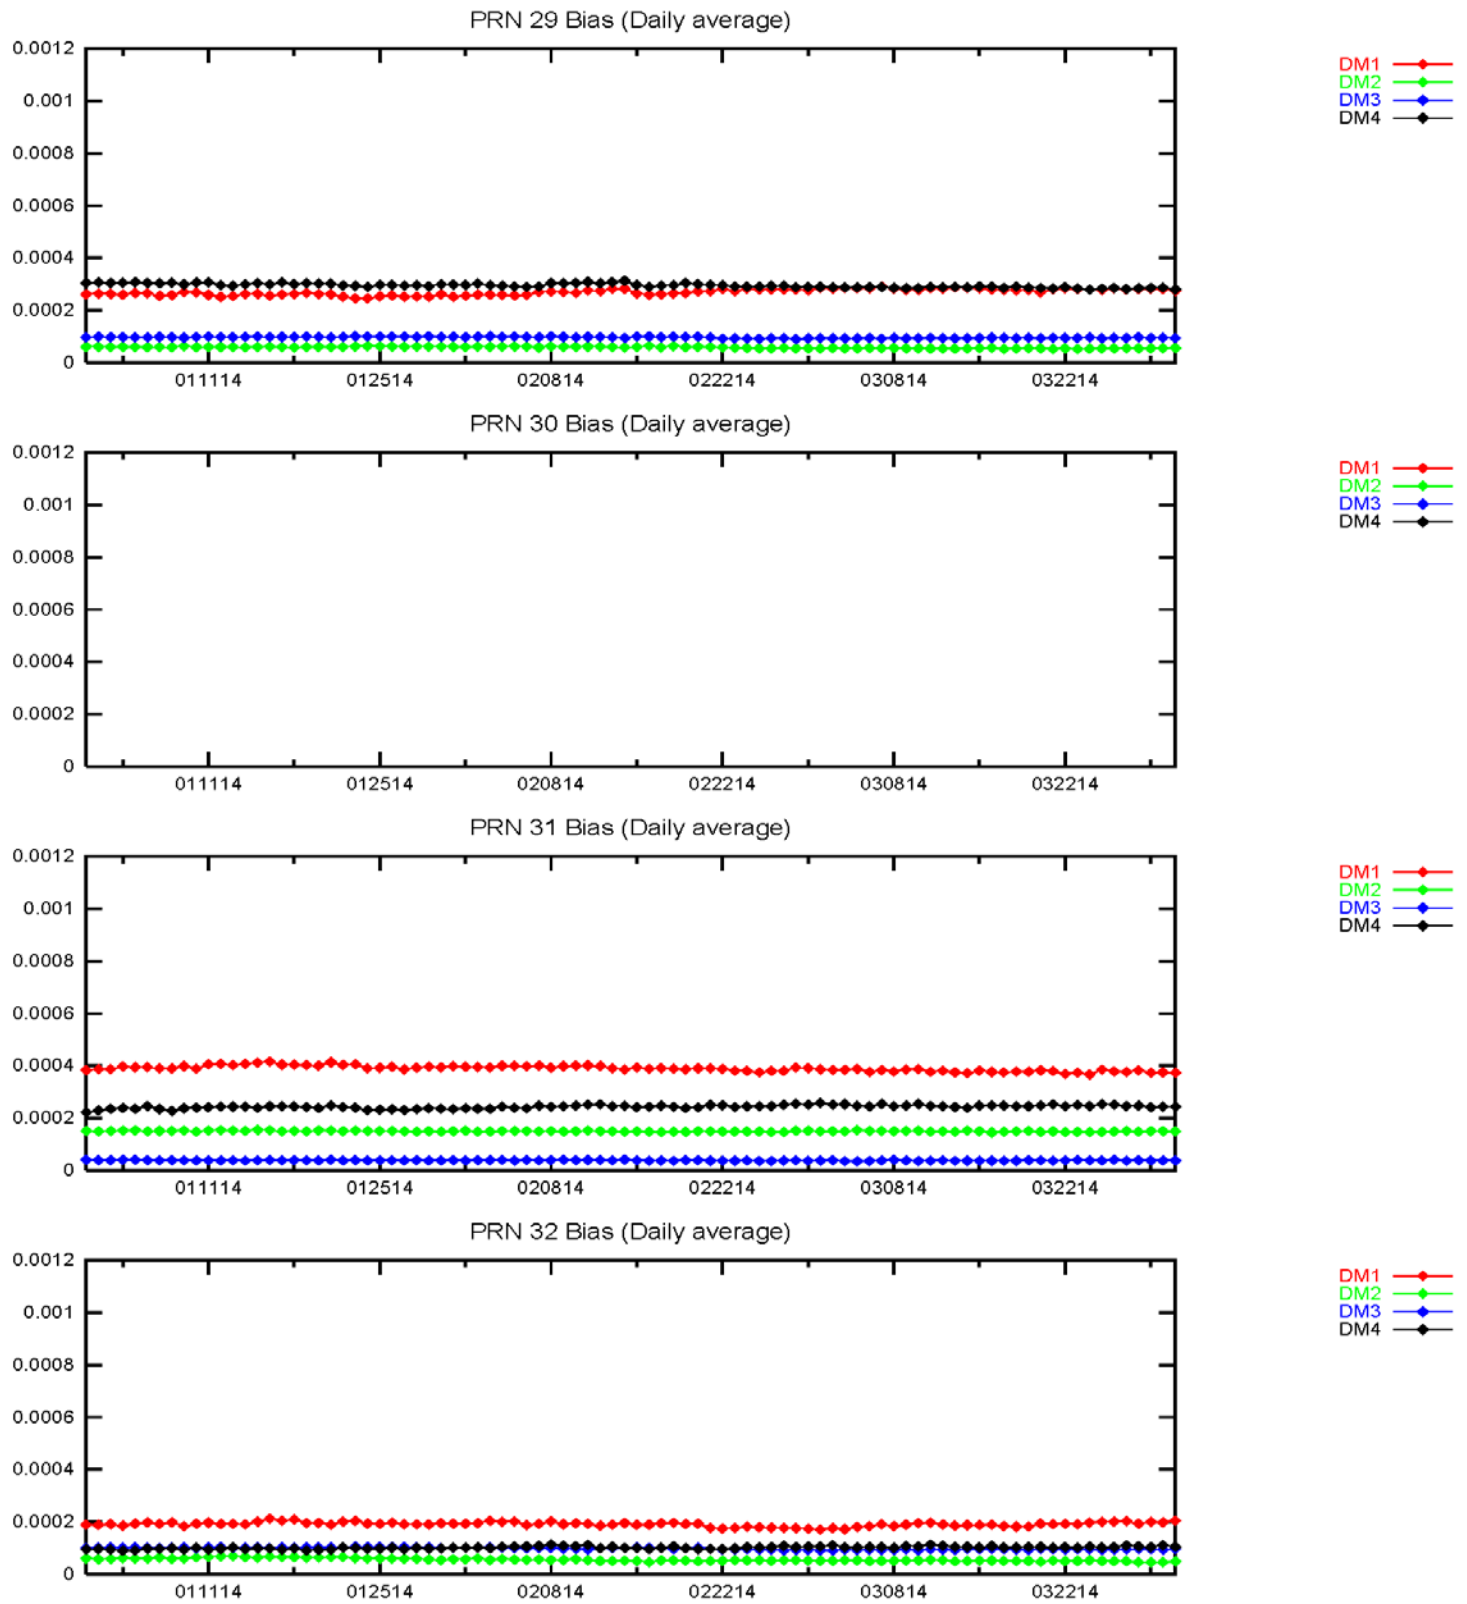 PRN 29 Bias (Daily average)
0.0012
0.001
0.0008
0.0006
0.0004
0.0002
0
011114 012514 020814 022214 030814 032214
DM1
DM2
DM3
DM4
PRN 30 Bias (Daily average)
0.0012
0.001
0.0008
0.0006
0.0004
0.0002
0
011114 012514 020814 022214 030814 032214
DM1
DM2
DM3
DM4
PRN 31 Bias (Daily average)
0.0012
0.001
0.0008
0.0006
0.0004
0.0002
0
011114 012514 020814 022214 030814 032214
DM1
DM2
DM3
DM4
PRN 32 Bias (Daily average)
0.0012
0.001
0.0008
0.0006
0.0004
0.0002
0
011114 012514 020814 022214 030814 032214
DM1
DM2
DM3
DM4